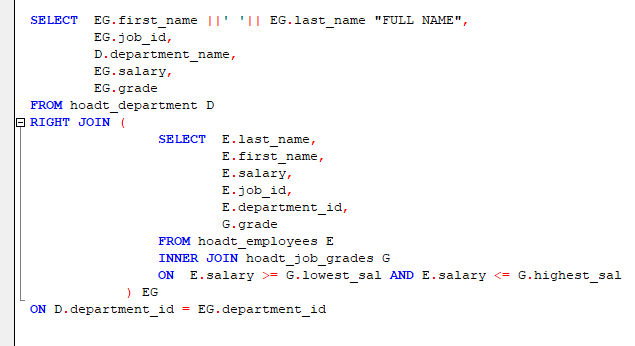 SELECT EG.first_name ||' '|| EG.last_name "FULL NAME",
EG.job_id,
D.department_name,
EG.salary,
EG.grade
FROM hoadt_department D
RIGHT JOIN (
SELECT E.last_name,
E.first_name,
E.salary,
E.job_id,
E.department_id,
G.grade
FROM hoadt_employees E
INNER JOIN hoadt_job_grades G
ON E.salary >= G.lowest_sal AND E.salary <= G.highest_sal
) EG
ON D.department_id = EG.department_id